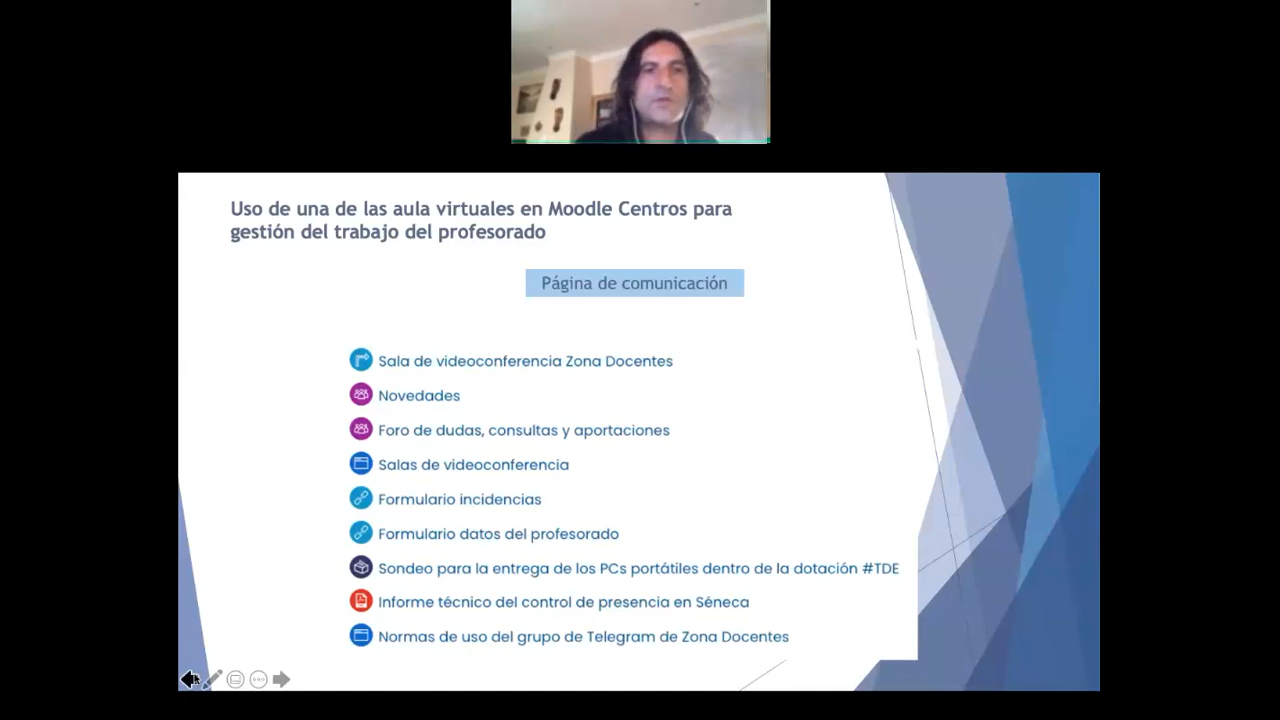 Uso de una de las aula virtuales en Moodle Centros para
gestión del trabajo del profesorado
Página de comunicación
Sala de videoconferencia Zona Docentes
Novedades
Foro de dudas, consultas y aportaciones
Salas de videoconferencia
Formulario incidencias
Formulario datos del profesorado
Sondeo para la entrega de los PCs portátiles dentro de la dotación #TDE
Informe técnico del control de presencia en Séneca
Normas de uso del grupo de Telegram de Zona Docentes